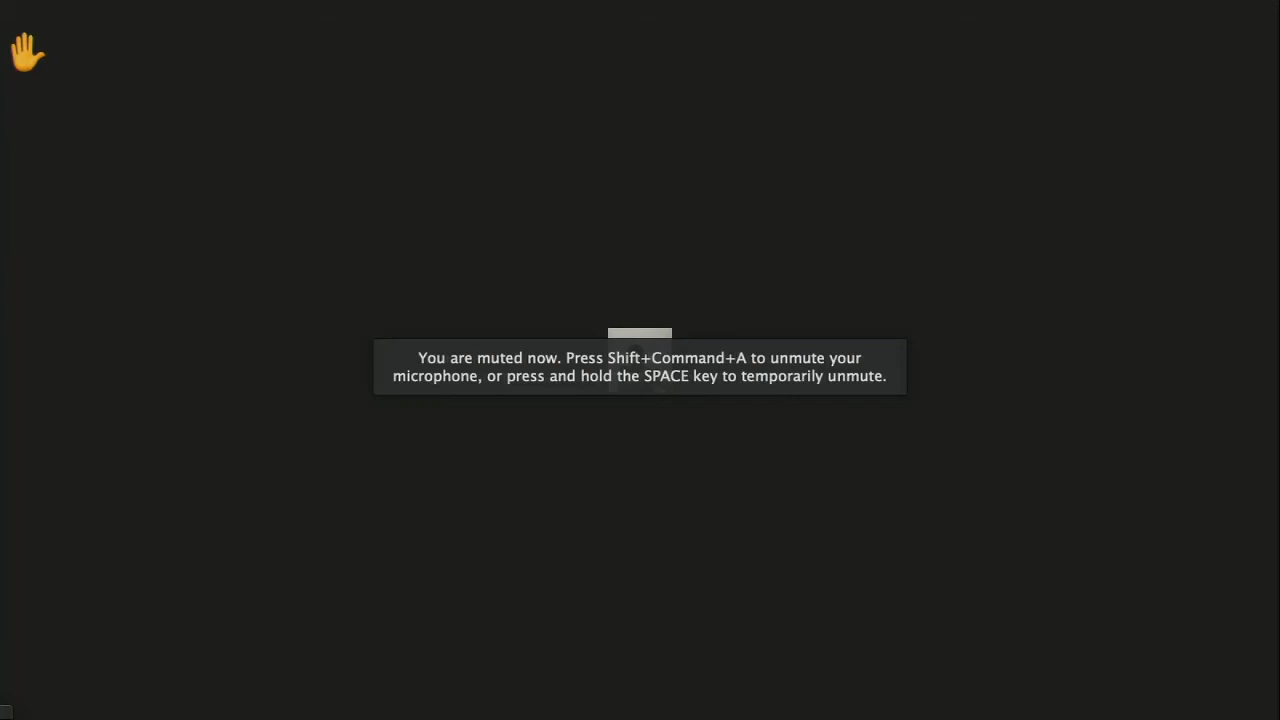 You are muted now. Press Shift+Command+A to unmute your
microphone, or press and hold the SPACE key to temporarily unmute.